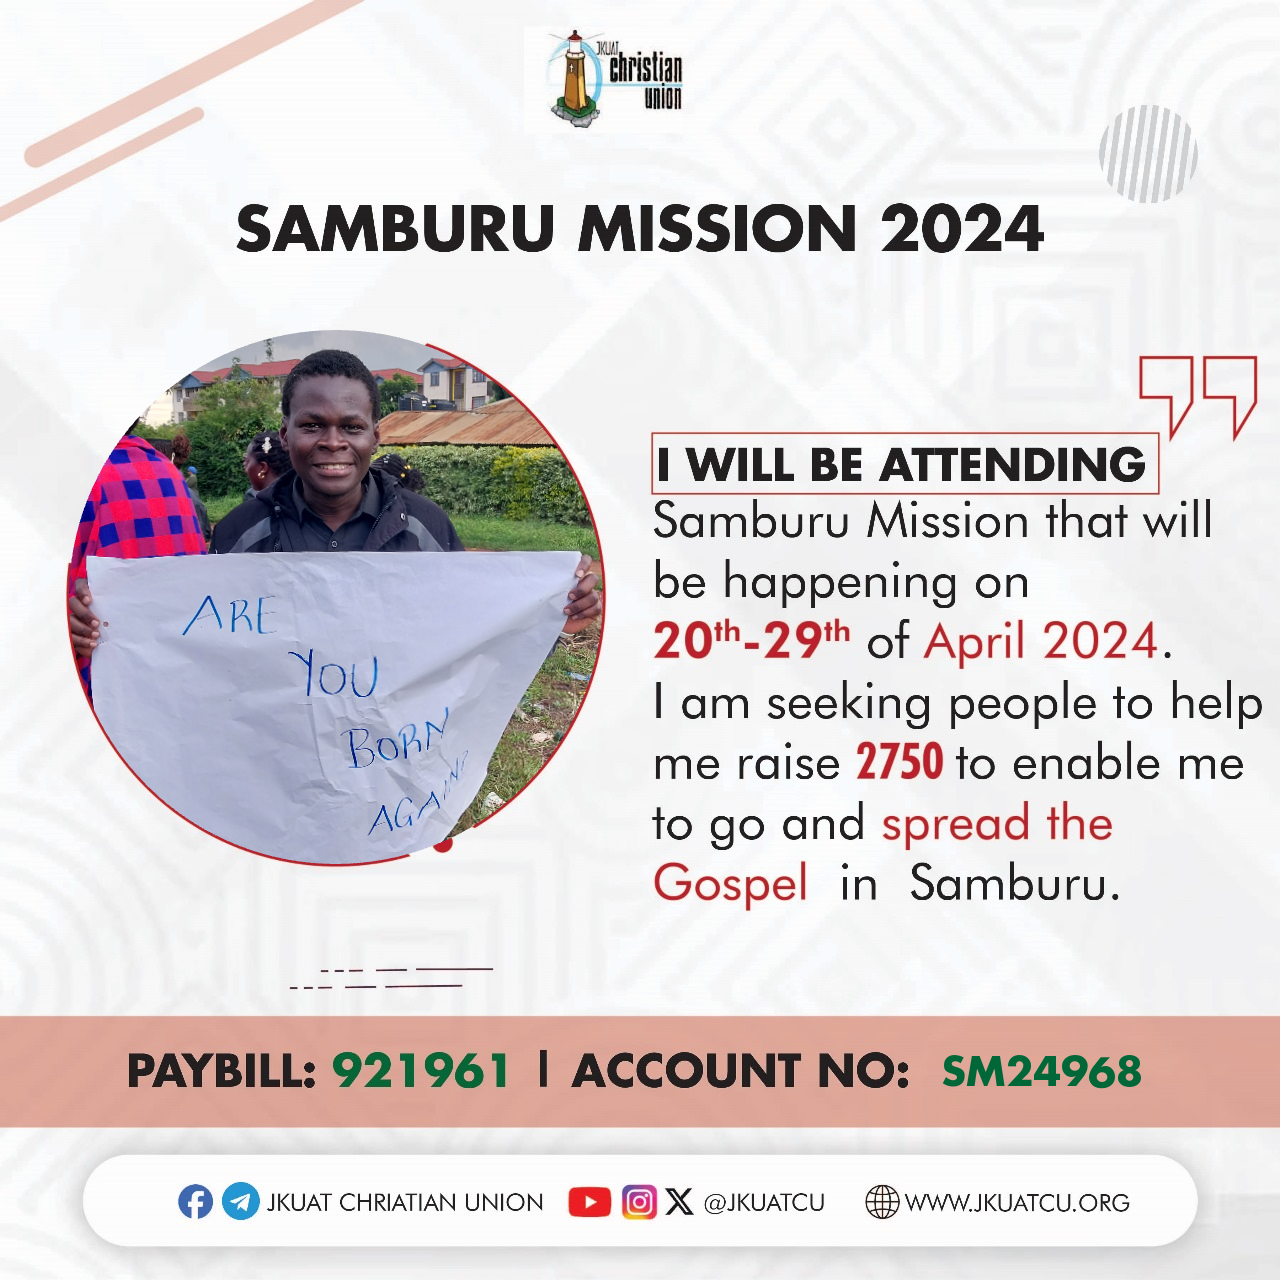 JKUAT
christian
union
SAMBURU MISSION 2024
ARE
YOU
BORN
AGAIN?
I WILL BE ATTENDING
Samburu Mission that will
be happening on
20th-29th of April 2024.
I am seeking people to help
me raise 2750 to enable me
to go and spread the
Gospel in Samburu.
PAYBILL: 921961 | ACCOUNT NO: SM24968
JKUAT CHRIATIAN UNION @JKUATCU WWW.JKUATCU.ORG